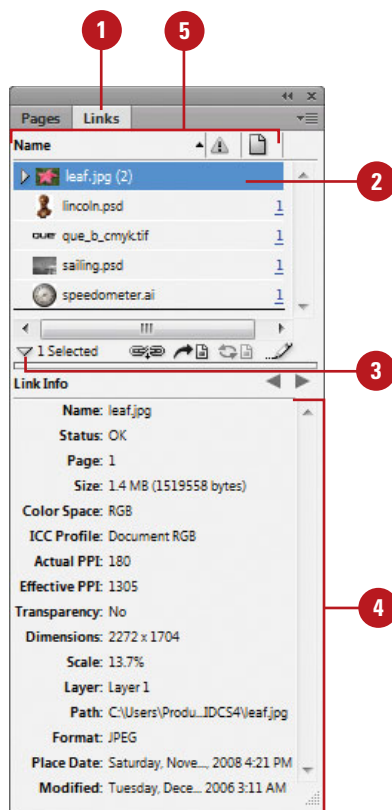 1
5
Pages Links
Name
leaf.jpg (2)
2
lincoln.psd 1
que que_b_cmyk.tif 1
sailing.psd 1
speedometer.ai 1
1 Selected
3
Link Info
Name: leaf.jpg
Status: OK
Page: 1
Size: 1.4 MB (1519558 bytes)
Color Space: RGB
ICC Profile: Document RGB
Actual PPI: 180
Effective PPI: 1305
4
Transparency: No
Dimensions: 2272 x 1704
Scale: 13.7%
Layer: Layer 1
Path: C:\Users\Produ...IDCS4\leaf.jpg
Format: JPEG
Place Date: Saturday, Nove..., 2008 4:21 PM
Modified: Tuesday, Dece... 2006 3:11 AM